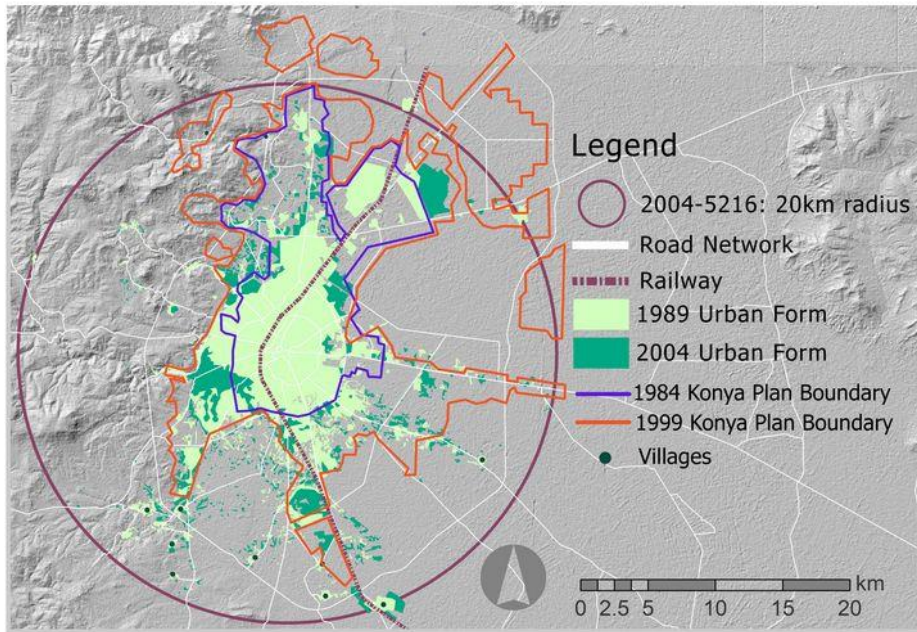 Legend
2004-5216: 20km radius
Road Network
Railway
1989 Urban Form
2004 Urban Form
1984 Konya Plan Boundary
1999 Konya Plan Boundary
Villages
km
0 2.5 5 10 15 20